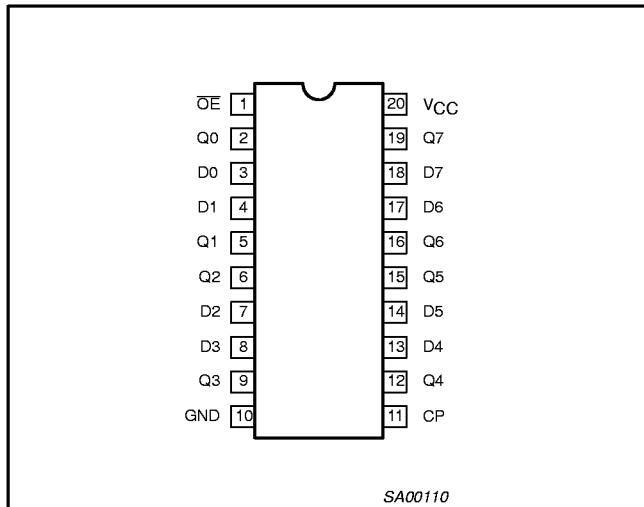 O̅E̅ 1 20 VCC
Q0 2 19 Q7
D0 3 18 D7
D1 4 17 D6
Q1 5 16 Q6
Q2 6 15 Q5
D2 7 14 D5
D3 8 13 D4
Q3 9 12 Q4
GND 10 11 CP
SA00110